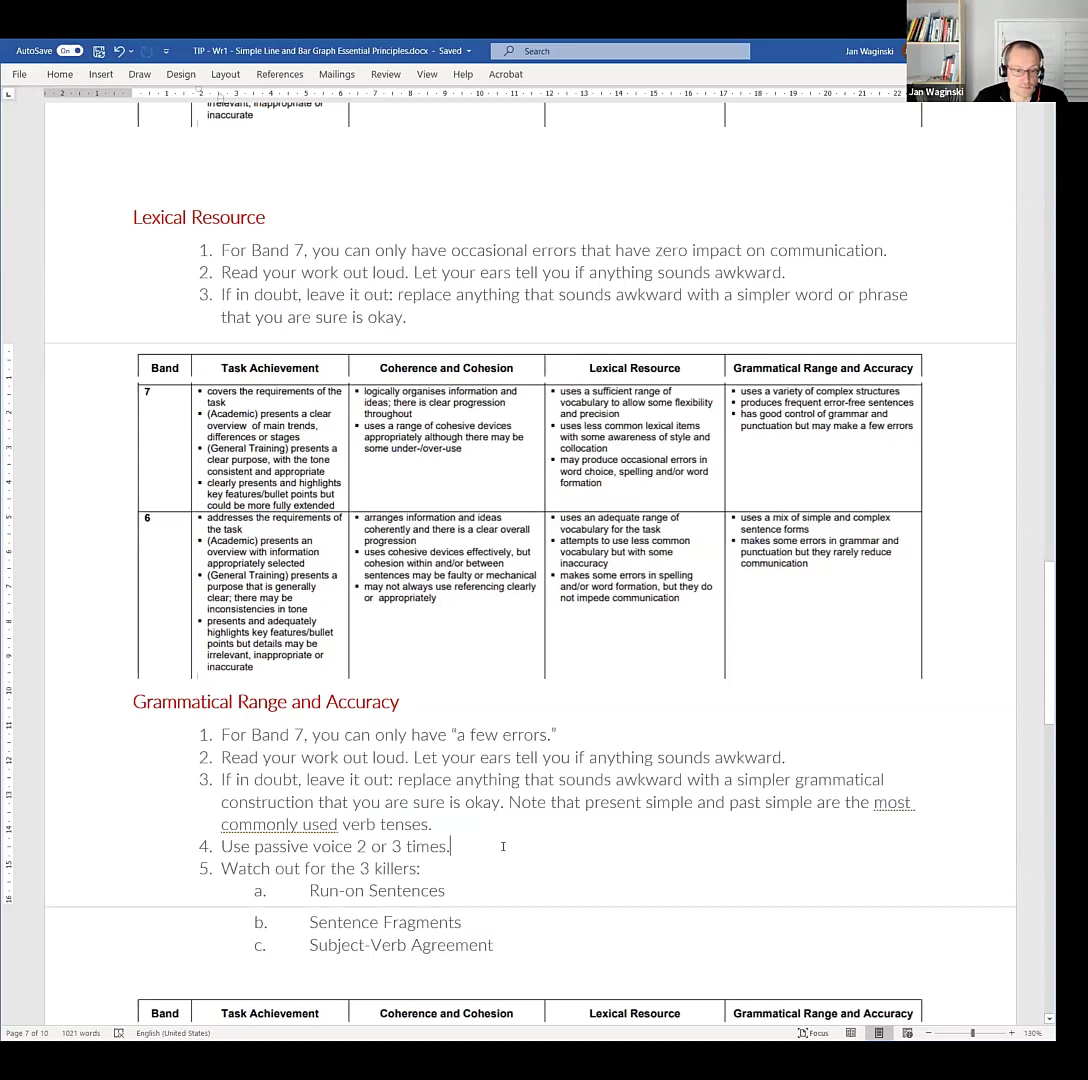 AutoSave On TIP - Wr1 - Simple Line and Bar Graph Essential Principles.docx - Saved Search Jan Waginski
File Home Insert Draw Design Layout References Mailings Review View Help Acrobat
Jan Waginski
2 1 1 2 3 4 5 6 7 8 9 10 11 12 13 14 15 16 17 18 19 20 21 22
irrelevant, inappropriate or
inaccurate
Lexical Resource
1. For Band 7, you can only have occasional errors that have zero impact on communication.
2. Read your work out loud. Let your ears tell you if anything sounds awkward.
3. If in doubt, leave it out: replace anything that sounds awkward with a simpler word or phrase
that you are sure is okay.
Band Task Achievement Coherence and Cohesion Lexical Resource Grammatical Range and Accuracy
7
• covers the requirements of the
task
• (Academic) presents a clear
overview of main trends,
differences or stages
• (General Training) presents a
clear purpose, with the tone
consistent and appropriate
• clearly presents and highlights
key features/bullet points but
could be more fully extended
• logically organises information and
ideas; there is clear progression
throughout
• uses a range of cohesive devices
appropriately although there may be
some under-/over-use
• uses a sufficient range of
vocabulary to allow some flexibility
and precision
• uses less common lexical items
with some awareness of style and
collocation
• may produce occasional errors in
word choice, spelling and/or word
formation
• uses a variety of complex structures
• produces frequent error-free sentences
• has good control of grammar and
punctuation but may make a few errors
6
• addresses the requirements of
the task
• (Academic) presents an
overview with information
appropriately selected
• (General Training) presents a
purpose that is generally
clear; there may be
inconsistencies in tone
• presents and adequately
highlights key features/bullet
points but details may be
irrelevant, inappropriate or
inaccurate
• arranges information and ideas
coherently and there is a clear overall
progression
• uses cohesive devices effectively, but
cohesion within and/or between
sentences may be faulty or mechanical
• may not always use referencing clearly
or appropriately
• uses an adequate range of
vocabulary for the task
• attempts to use less common
vocabulary but with some
inaccuracy
• makes some errors in spelling
and/or word formation, but they do
not impede communication
• uses a mix of simple and complex
sentence forms
• makes some errors in grammar and
punctuation but they rarely reduce
communication
Grammatical Range and Accuracy
1. For Band 7, you can only have “a few errors.”
2. Read your work out loud. Let your ears tell you if anything sounds awkward.
3. If in doubt, leave it out: replace anything that sounds awkward with a simpler grammatical
construction that you are sure is okay. Note that present simple and past simple are the most
commonly used verb tenses.
4. Use passive voice 2 or 3 times.
5. Watch out for the 3 killers:
a. Run-on Sentences
b. Sentence Fragments
c. Subject-Verb Agreement
Band Task Achievement Coherence and Cohesion Lexical Resource Grammatical Range and Accuracy
Page 7 of 10 1021 words English (United States) Focus 130%